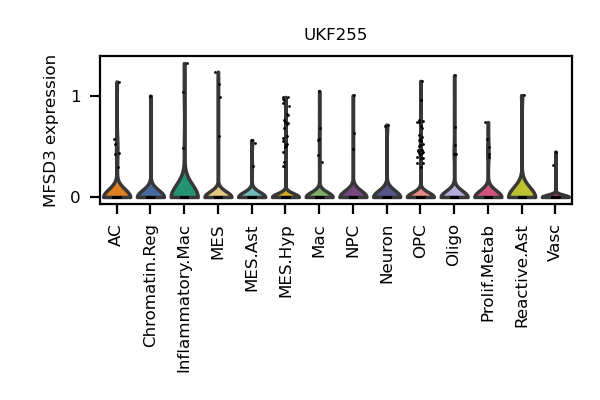 UKF255
MFSD3 expression
1
0
AC
Chromatin.Reg
Inflammatory.Mac
MES
MES.Ast
MES.Hyp
Mac
NPC
Neuron
OPC
Oligo
Prolif.Metab
Reactive.Ast
Vasc